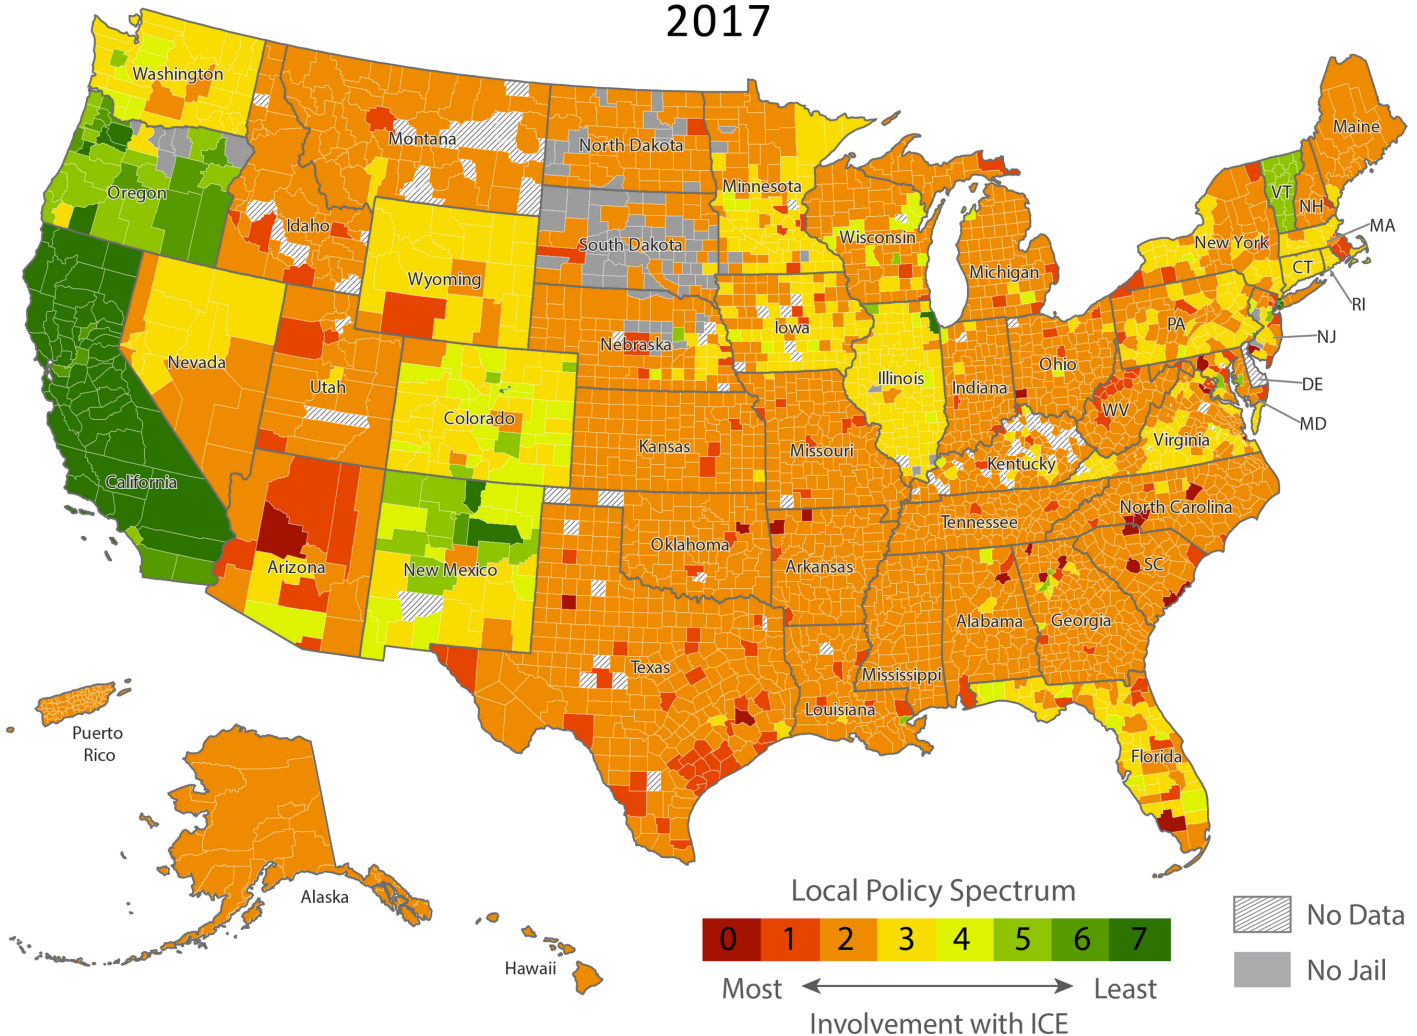 2017
Washington
Montana
North Dakota
Minnesota
Maine
VT
NH
Oregon
Idaho
South Dakota
Wisconsin
New York
MA
Michigan
CT
Wyoming
RI
Iowa
PA
NJ
Nevada
Nebraska
Ohio
Utah
Illinois
Indiana
DE
Colorado
WV
MD
Kansas
Missouri
Virginia
California
Kentucky
North Carolina
Tennessee
Oklahoma
Arizona
New Mexico
Arkansas
SC
Alabama
Georgia
Texas
Mississippi
Louisiana
Puerto
Rico
Florida
Alaska
Hawaii
Local Policy Spectrum
0 1 2 3 4 5 6 7
Most Least
Involvement with ICE
No Data
No Jail